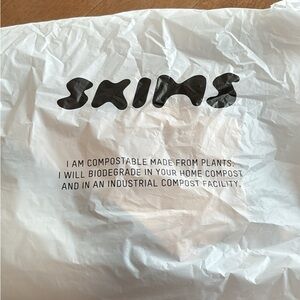 SKIMS
I AM COMPOSTABLE MADE FROM PLANTS.
I WILL BIODEGRADE IN YOUR HOME COMPOST
AND IN AN INDUSTRIAL COMPOST FACILITY.